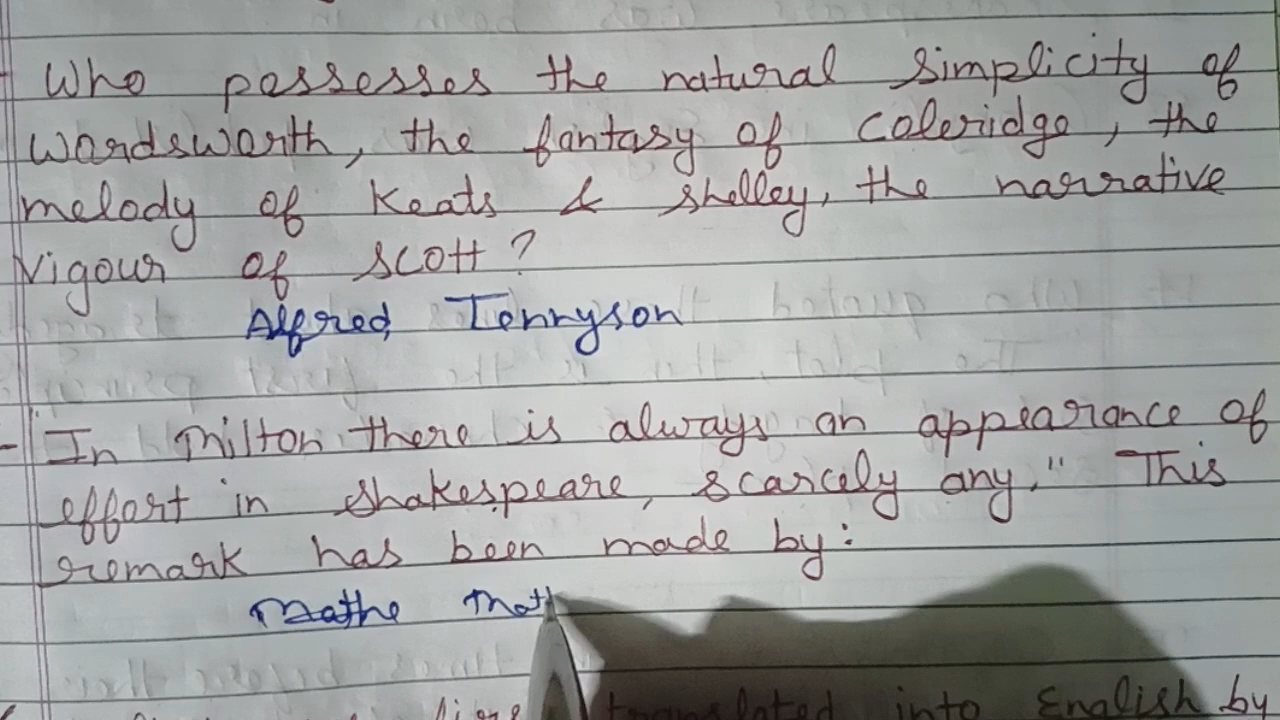 Who possesses the natural simplicity of
Wordsworth, the fantasy of Coleridge, the
melody of Keats & Shelley, the narrative
Vigour of Scott?
Alfred Tennyson
"In Milton there is always an appearance of
effort in Shakespeare, scarcely any." This
remark has been made by:
Mathe Mat
translated into English by